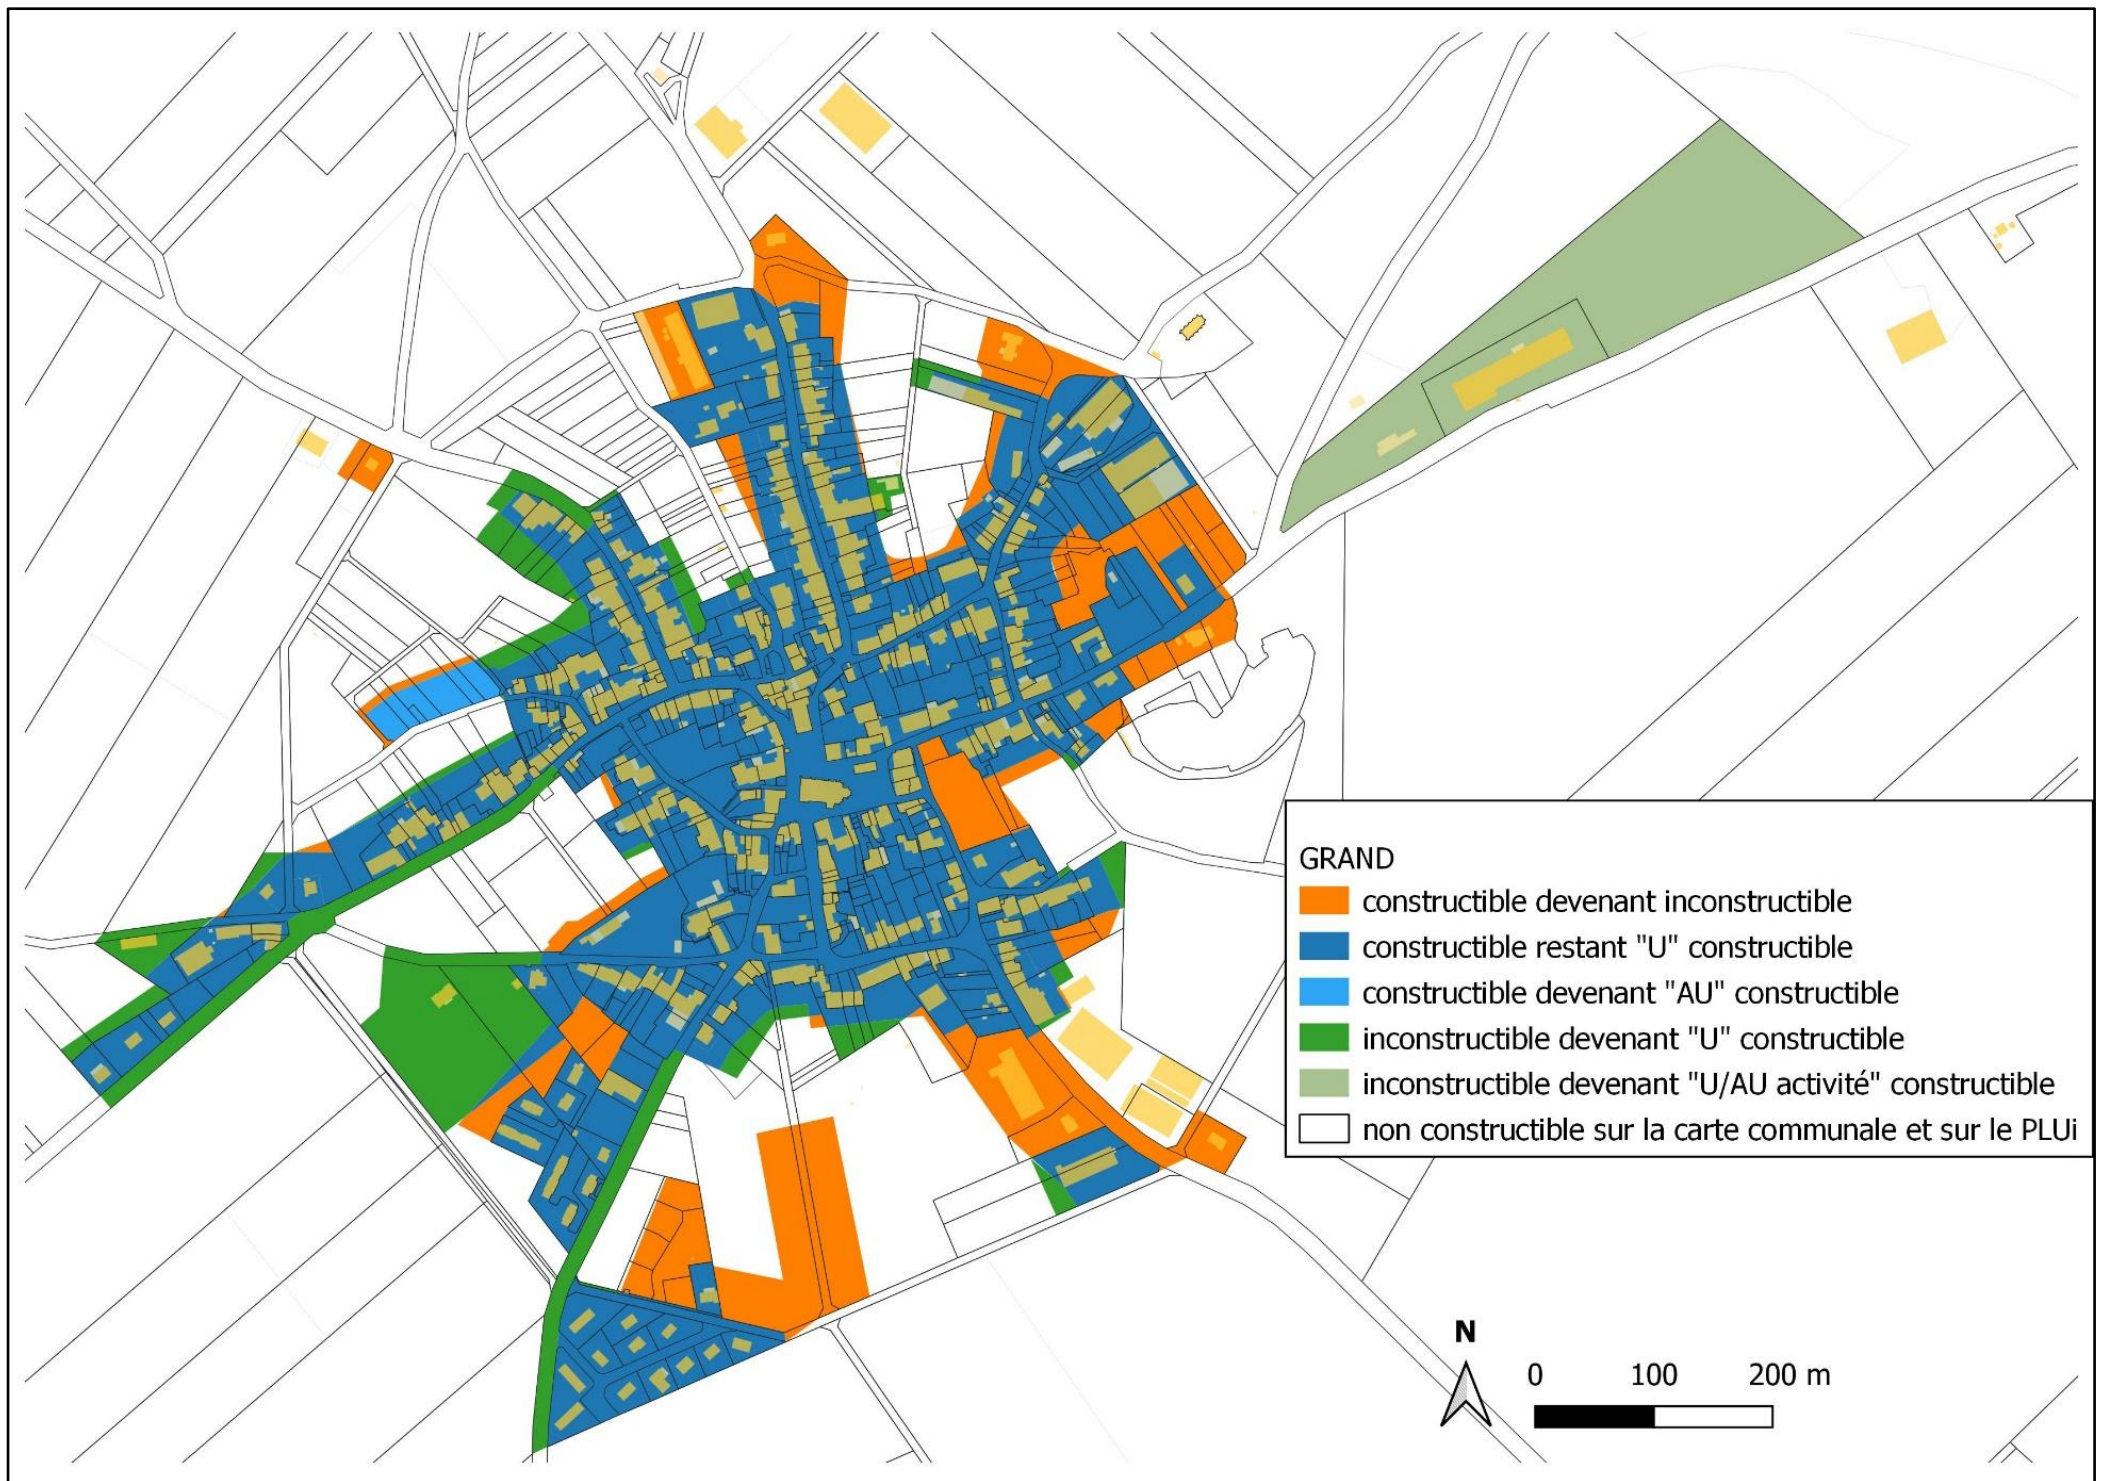 GRAND
constructible devenant inconstructible
constructible restant "U" constructible
constructible devenant "AU" constructible
inconstructible devenant "U" constructible
inconstructible devenant "U/AU activité" constructible
non constructible sur la carte communale et sur le PLUi
N
0 100 200 m